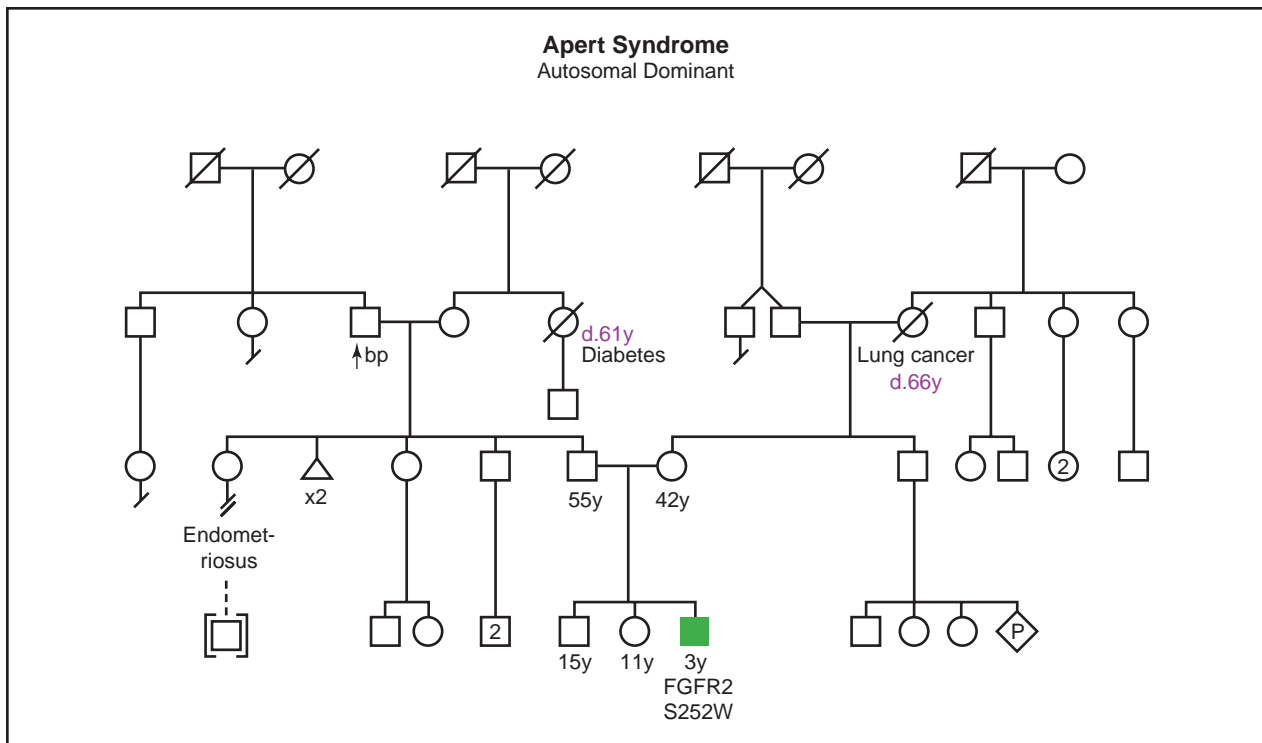 Apert Syndrome
Autosomal Dominant
bp
d.61y
Diabetes
Lung cancer
d.66y
x2
55y
42y
2
Endomet-
riosus
2
P
15y
11y
3y
FGFR2
S252W